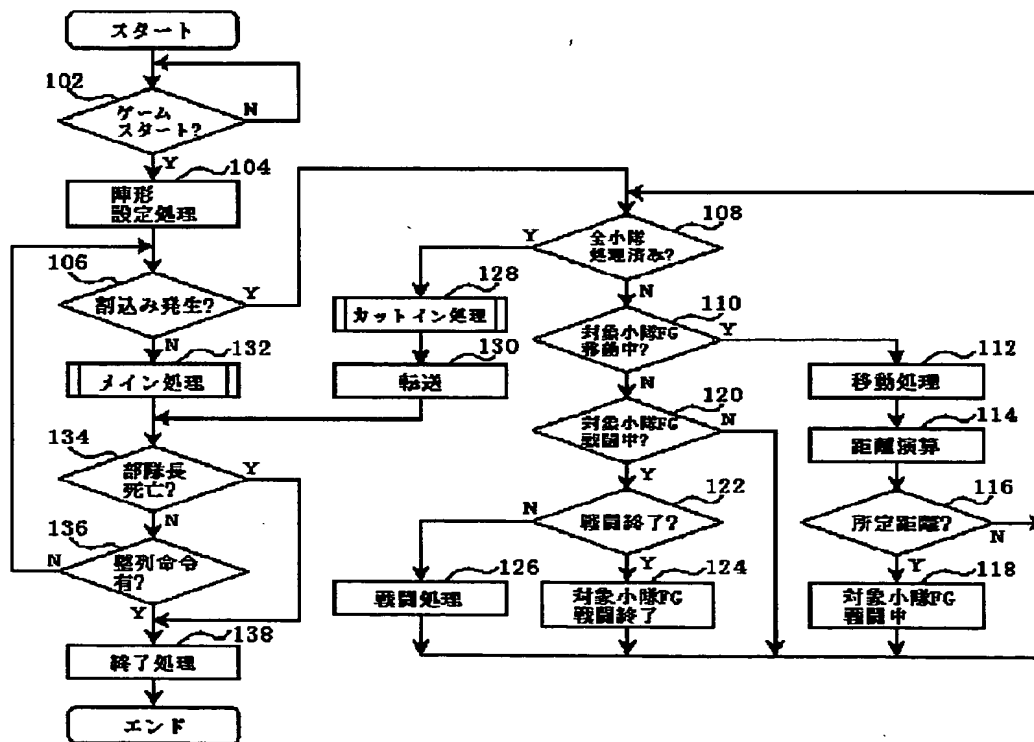 スタート
102
ゲーム
スタート?
N
Y
104
陣形
設定処理
106
割込み発生?
Y
N
132
メイン処理
134
部隊長
死亡?
Y
N
136
整列命令
有?
N
Y
138
終了処理
エンド
108
全小隊
処理済み?
Y
N
128
カットイン処理
130
転送
110
対象小隊FG
移動中?
Y
N
112
移動処理
114
距離演算
116
所定距離?
N
Y
118
対象小隊FG
戦闘中
120
対象小隊FG
戦闘中?
N
Y
122
戦闘終了?
N
Y
126
戦闘処理
124
対象小隊FG
戦闘終了